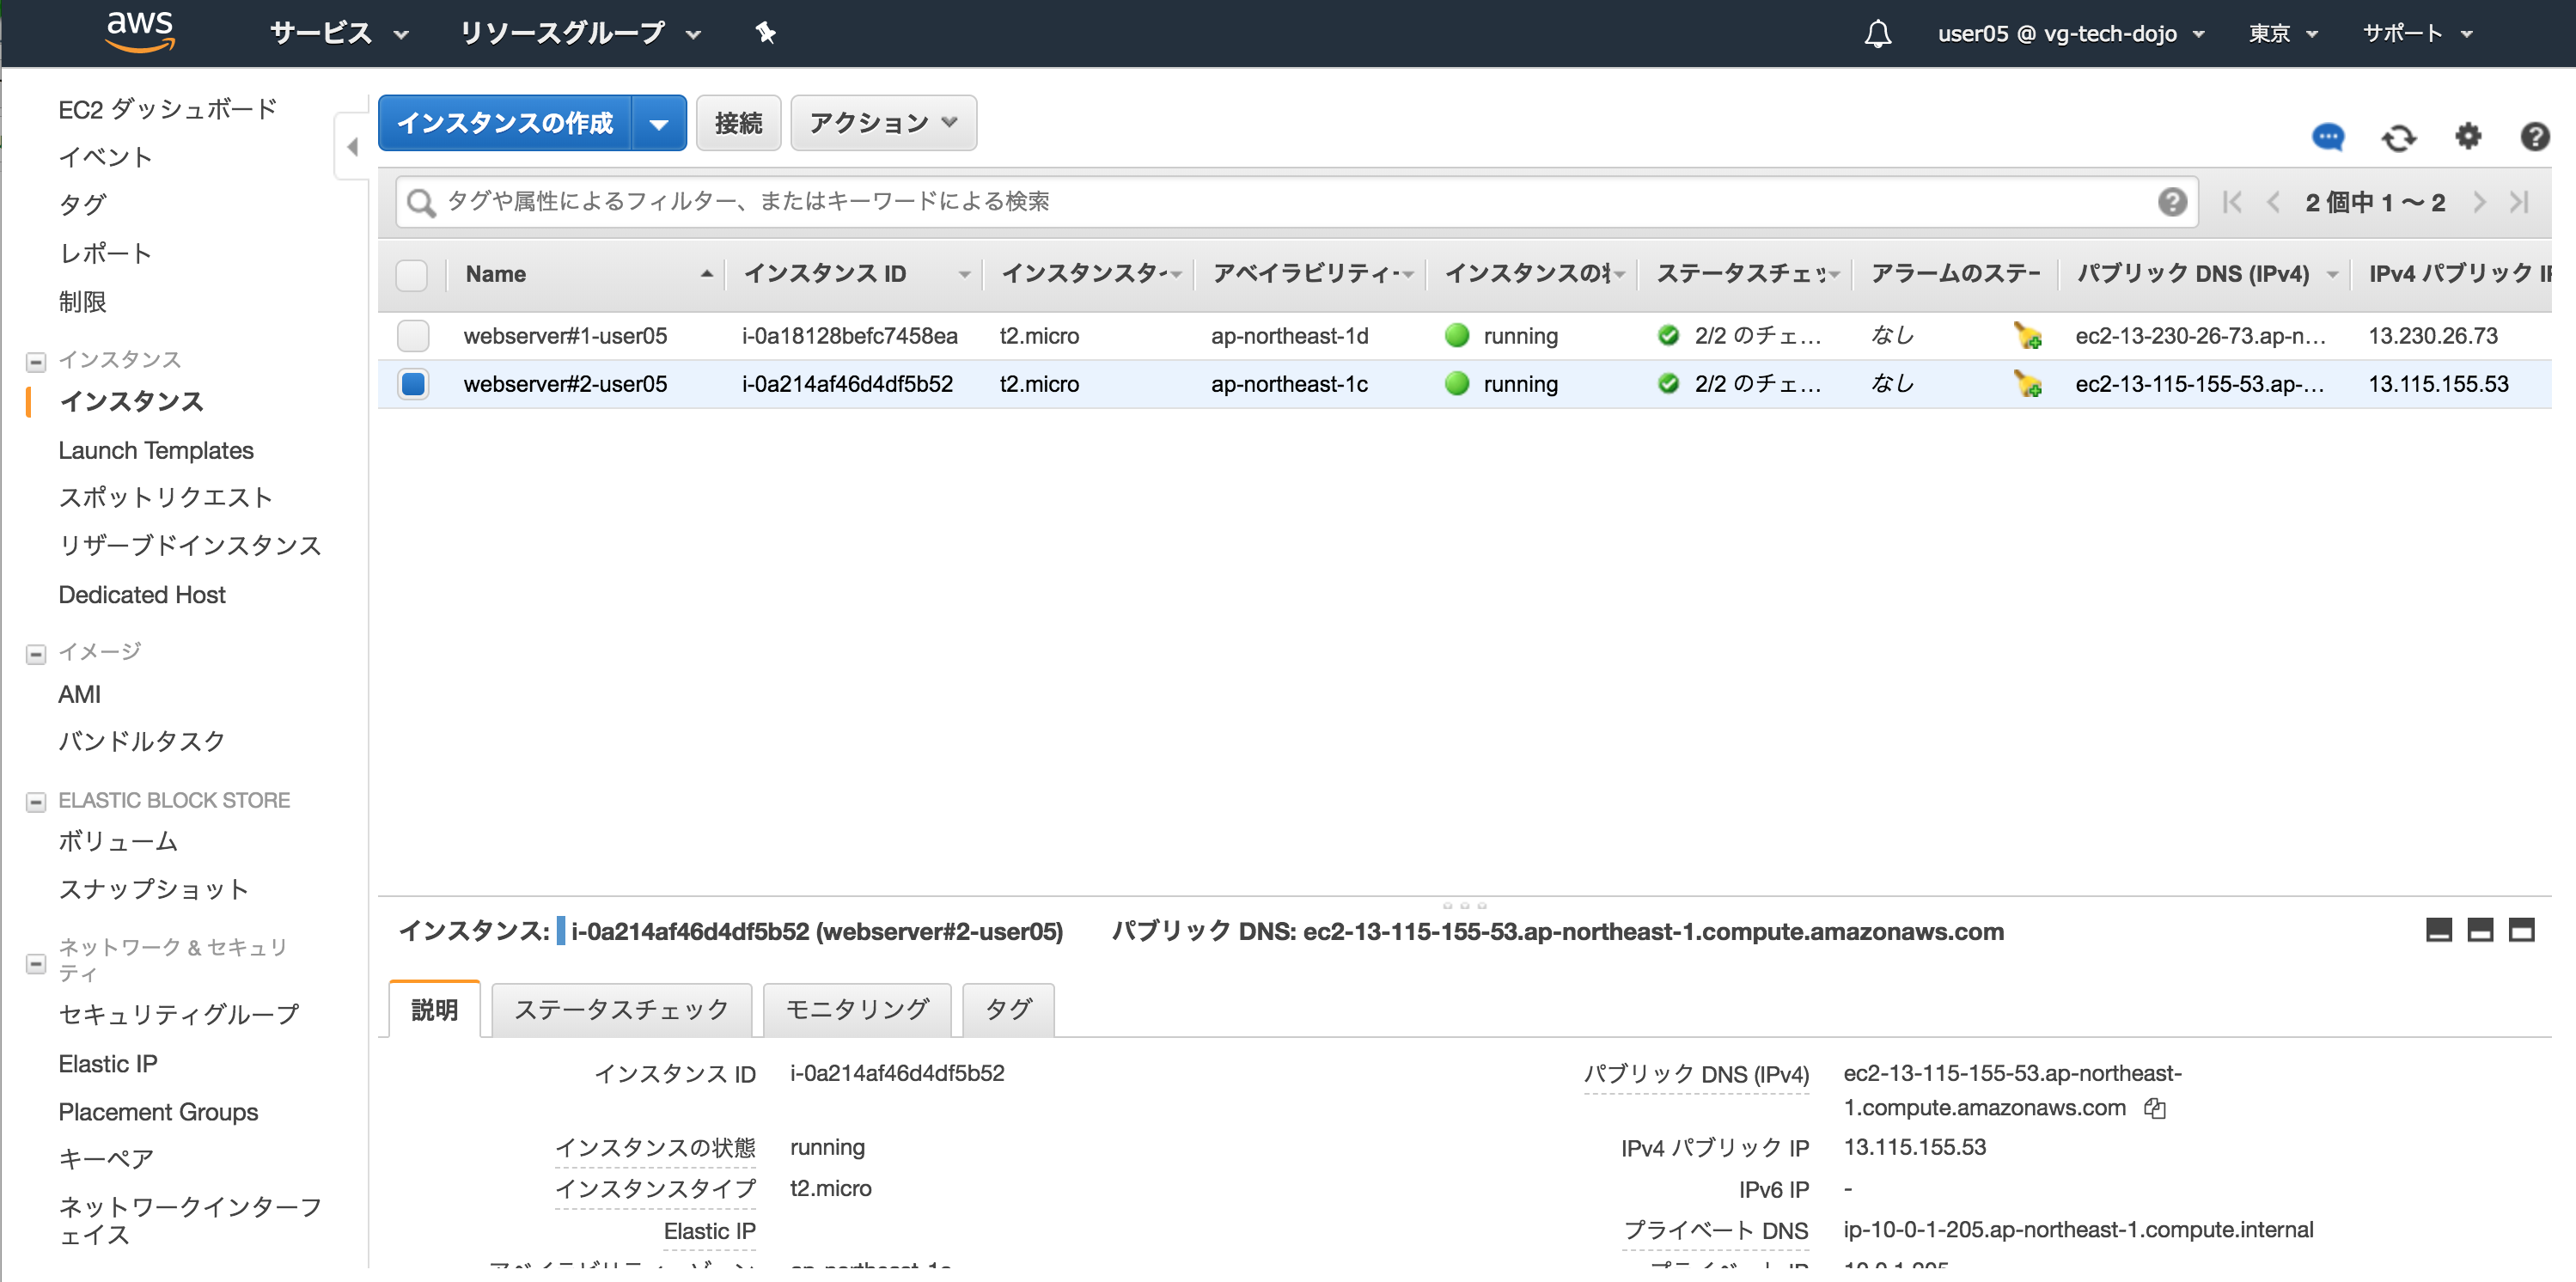 aws サービス リソースグループ user05 @ vg-tech-dojo 東京 サポート
EC2 ダッシュボード
イベント
タグ
レポート
制限
インスタンス
インスタンス
Launch Templates
スポットリクエスト
リザーブドインスタンス
Dedicated Host
イメージ
AMI
バンドルタスク
ELASTIC BLOCK STORE
ボリューム
スナップショット
ネットワーク & セキュリ
ティ
セキュリティグループ
Elastic IP
Placement Groups
キーペア
ネットワークインターフ
ェイス
インスタンスの作成 接続 アクション
タグや属性によるフィルター、またはキーワードによる検索 2 個中 1 ～ 2
Name インスタンス ID インスタンスタ アベイラビリティ インスタンスの ステータスチェッ アラームのステー パブリック DNS (IPv4) IPv4 パブリック
webserver#1-user05 i-0a18128befc7458ea t2.micro ap-northeast-1d running 2/2 のチェ... なし ec2-13-230-26-73.ap-n... 13.230.26.73
webserver#2-user05 i-0a214af46d4df5b52 t2.micro ap-northeast-1c running 2/2 のチェ... なし ec2-13-115-155-53.ap-... 13.115.155.53
インスタンス: i-0a214af46d4df5b52 (webserver#2-user05) パブリック DNS: ec2-13-115-155-53.ap-northeast-1.compute.amazonaws.com
説明 ステータスチェック モニタリング タグ
インスタンス ID i-0a214af46d4df5b52
インスタンスの状態 running
インスタンスタイプ t2.micro
Elastic IP
パブリック DNS (IPv4) ec2-13-115-155-53.ap-northeast-
1.compute.amazonaws.com
IPv4 パブリック IP 13.115.155.53
IPv6 IP -
プライベート DNS ip-10-0-1-205.ap-northeast-1.compute.internal